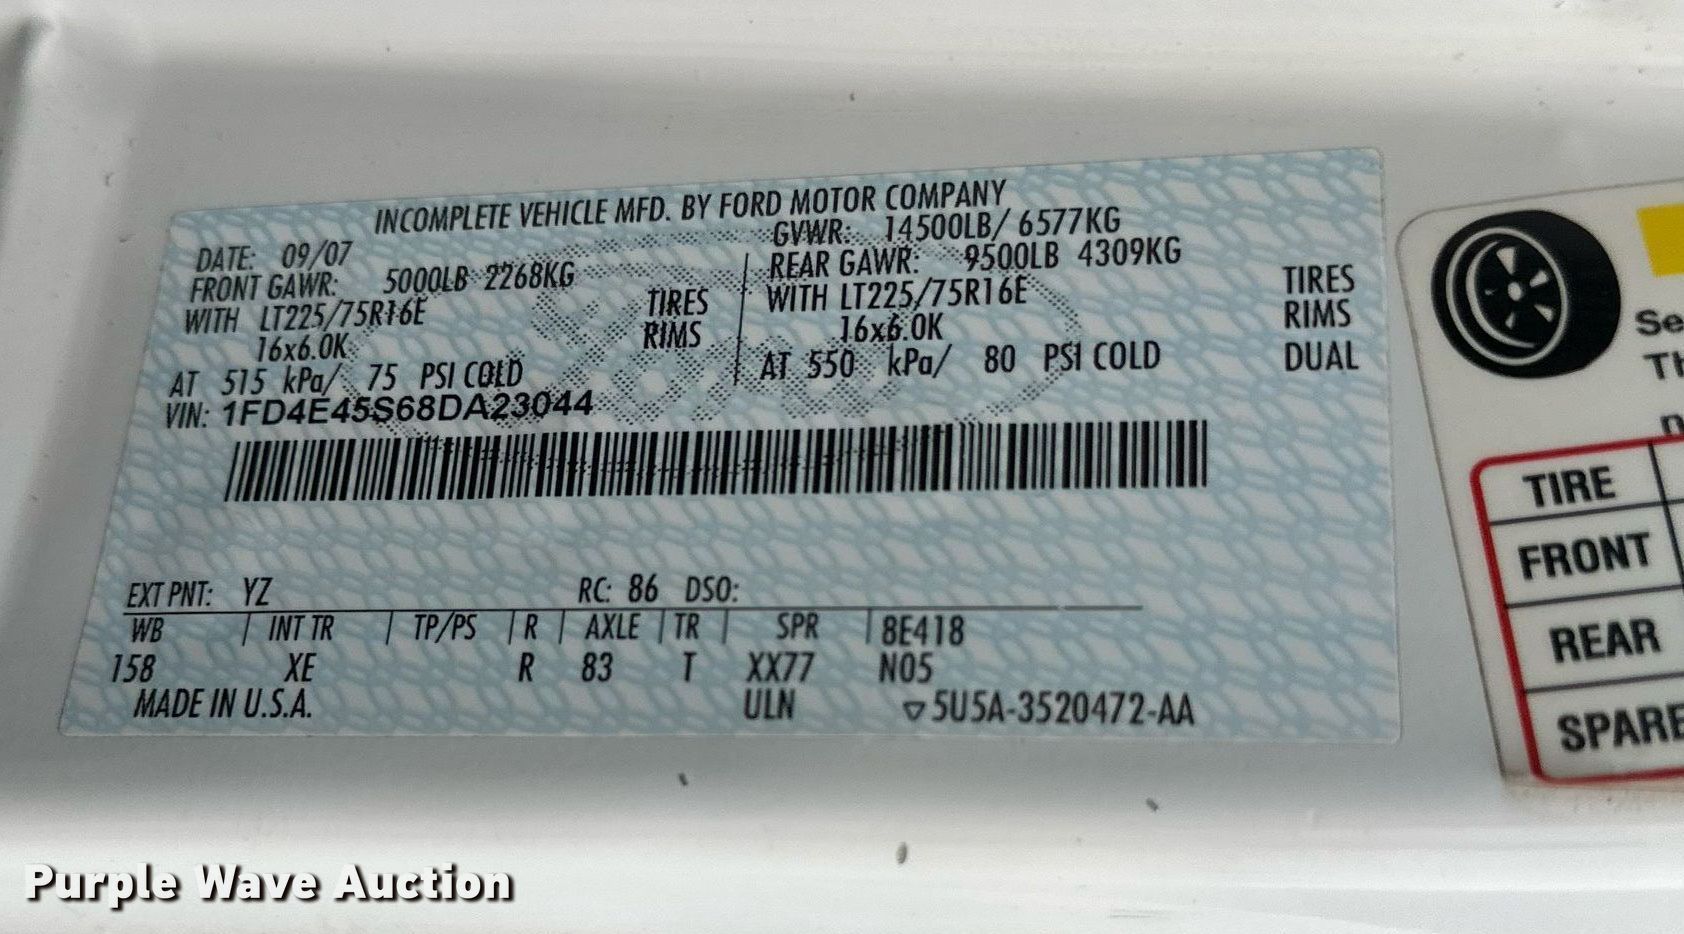 INCOMPLETE VEHICLE MFD. BY FORD MOTOR COMPANY
DATE: 09/07 GVWR: 14500LB/ 6577KG
FRONT GAWR: 5000LB 2268KG REAR GAWR: 9500LB 4309KG
WITH LT225/75R16E TIRES WITH LT225/75R16E TIRES
16x6.0K RIMS 16x6.0K RIMS
AT 515 kPa/ 75 PSI COLD AT 550 kPa/ 80 PSI COLD DUAL
VIN: 1FD4E45S68DA23044
EXT PNT: YZ RC: 86 DSO:
WB | INT TR | TP/PS | R | AXLE | TR | SPR | 8E418
158 XE R 83 T XX77 N05
MADE IN U.S.A. ULN ▽5U5A-3520472-AA
Se
Th
TIRE
FRONT
REAR
SPARE
Purple Wave Auction